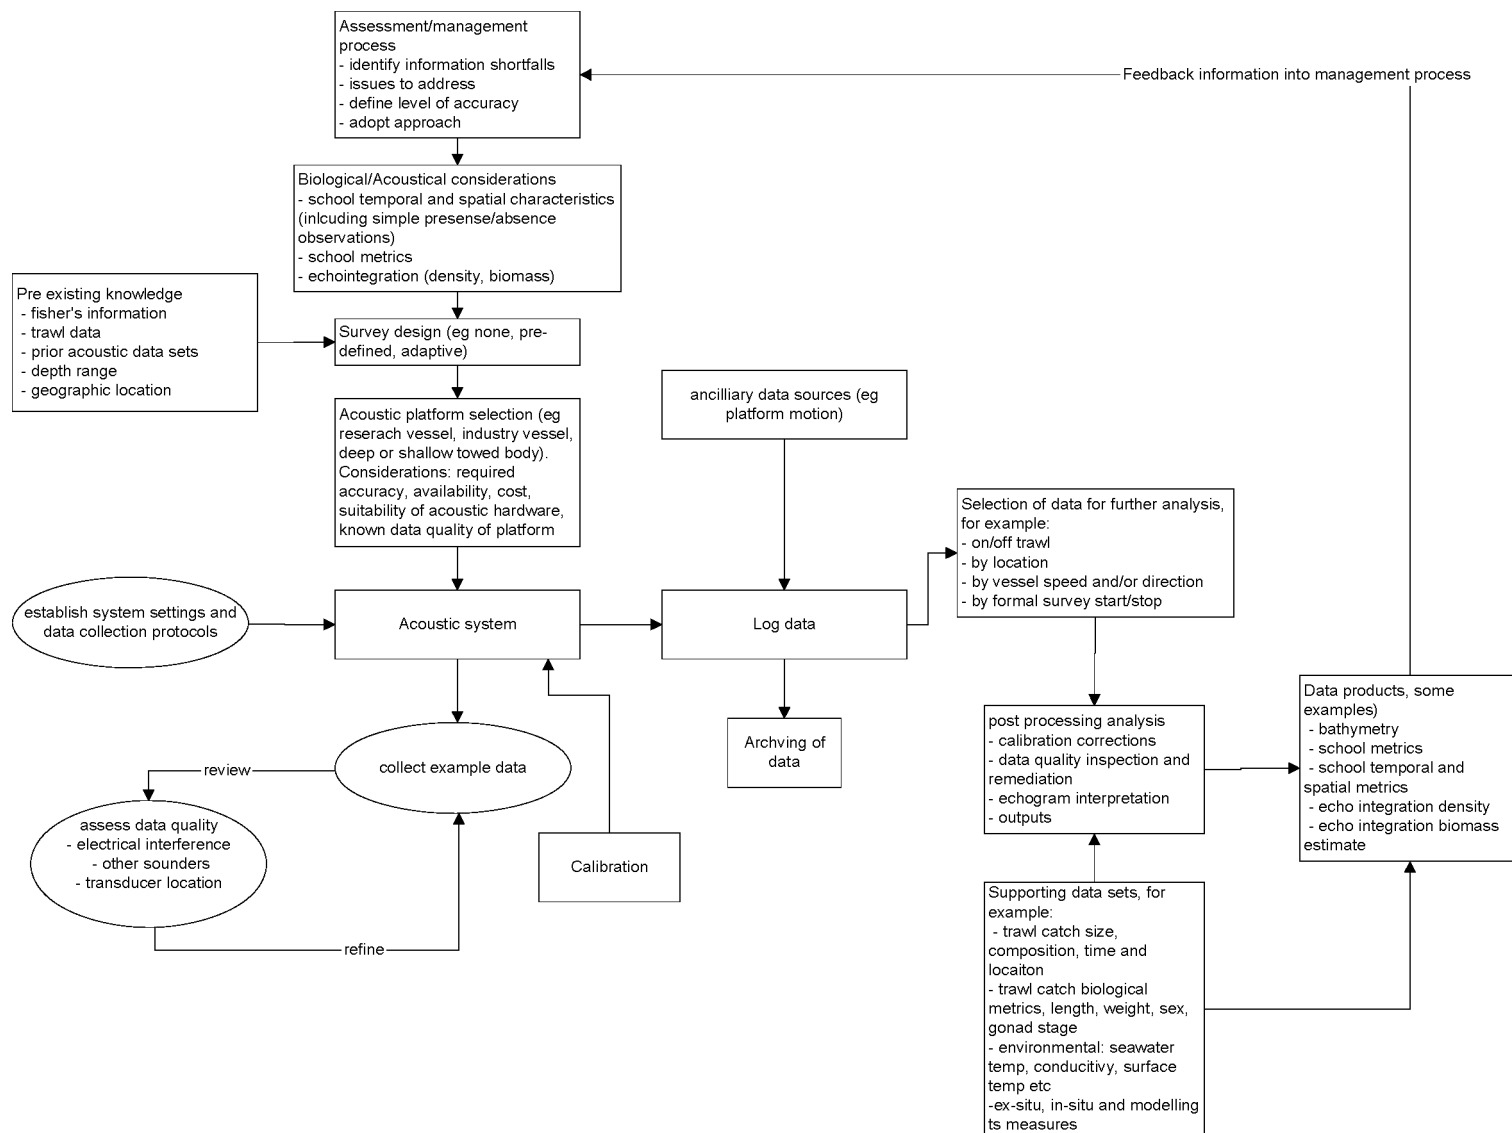 Assessment/management
process
- identify information shortfalls
- issues to address
- define level of accuracy
- adopt approach
Feedback information into management process
Biological/Acoustical considerations
- school temporal and spatial characteristics
(inlcuding simple presense/absence
observations)
- school metrics
- echointegration (density, biomass)
Pre existing knowledge
- fisher's information
- trawl data
- prior acoustic data sets
- depth range
- geographic location
Survey design (eg none, pre-
defined, adaptive)
Acoustic platform selection (eg
reserach vessel, industry vessel,
deep or shallow towed body).
Considerations: required
accuracy, availability, cost,
suitability of acoustic hardware,
known data quality of platform
ancilliary data sources (eg
platform motion)
Selection of data for further analysis,
for example:
- on/off trawl
- by location
- by vessel speed and/or direction
- by formal survey start/stop
establish system settings and
data collection protocols
Acoustic system
Log data
Archving of
data
collect example data
review
assess data quality
- electrical interference
- other sounders
- transducer location
refine
Calibration
post processing analysis
- calibration corrections
- data quality inspection and
remediation
- echogram interpretation
- outputs
Data products, some
examples)
- bathymetry
- school metrics
- school temporal and
spatial metrics
- echo integration density
- echo integration biomass
estimate
Supporting data sets, for
example:
- trawl catch size,
composition, time and
locaiton
- trawl catch biological
metrics, length, weight, sex,
gonad stage
- environmental: seawater
temp, conducitivy, surface
temp etc
-ex-situ, in-situ and modelling
ts measures